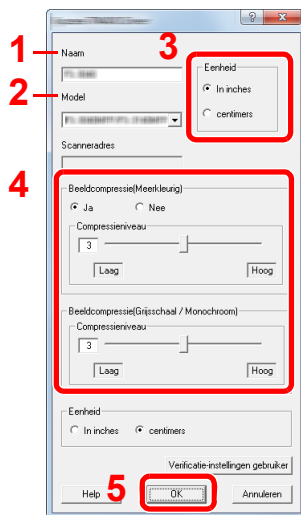 1
Naam
3
Eenheid
In inches
centimers
2
Model
Scanneradres
4
Beeldcompressie(Meerkleurig)
Ja
Nee
Compressieniveau
3
Laag
Hoog
Beeldcompressie(Grijsschaal / Monochroom)
Compressieniveau
3
Laag
Hoog
Eenheid
In inches
centimers
Verificatie-instellingen gebruiker
Help
5
OK
Annuleren